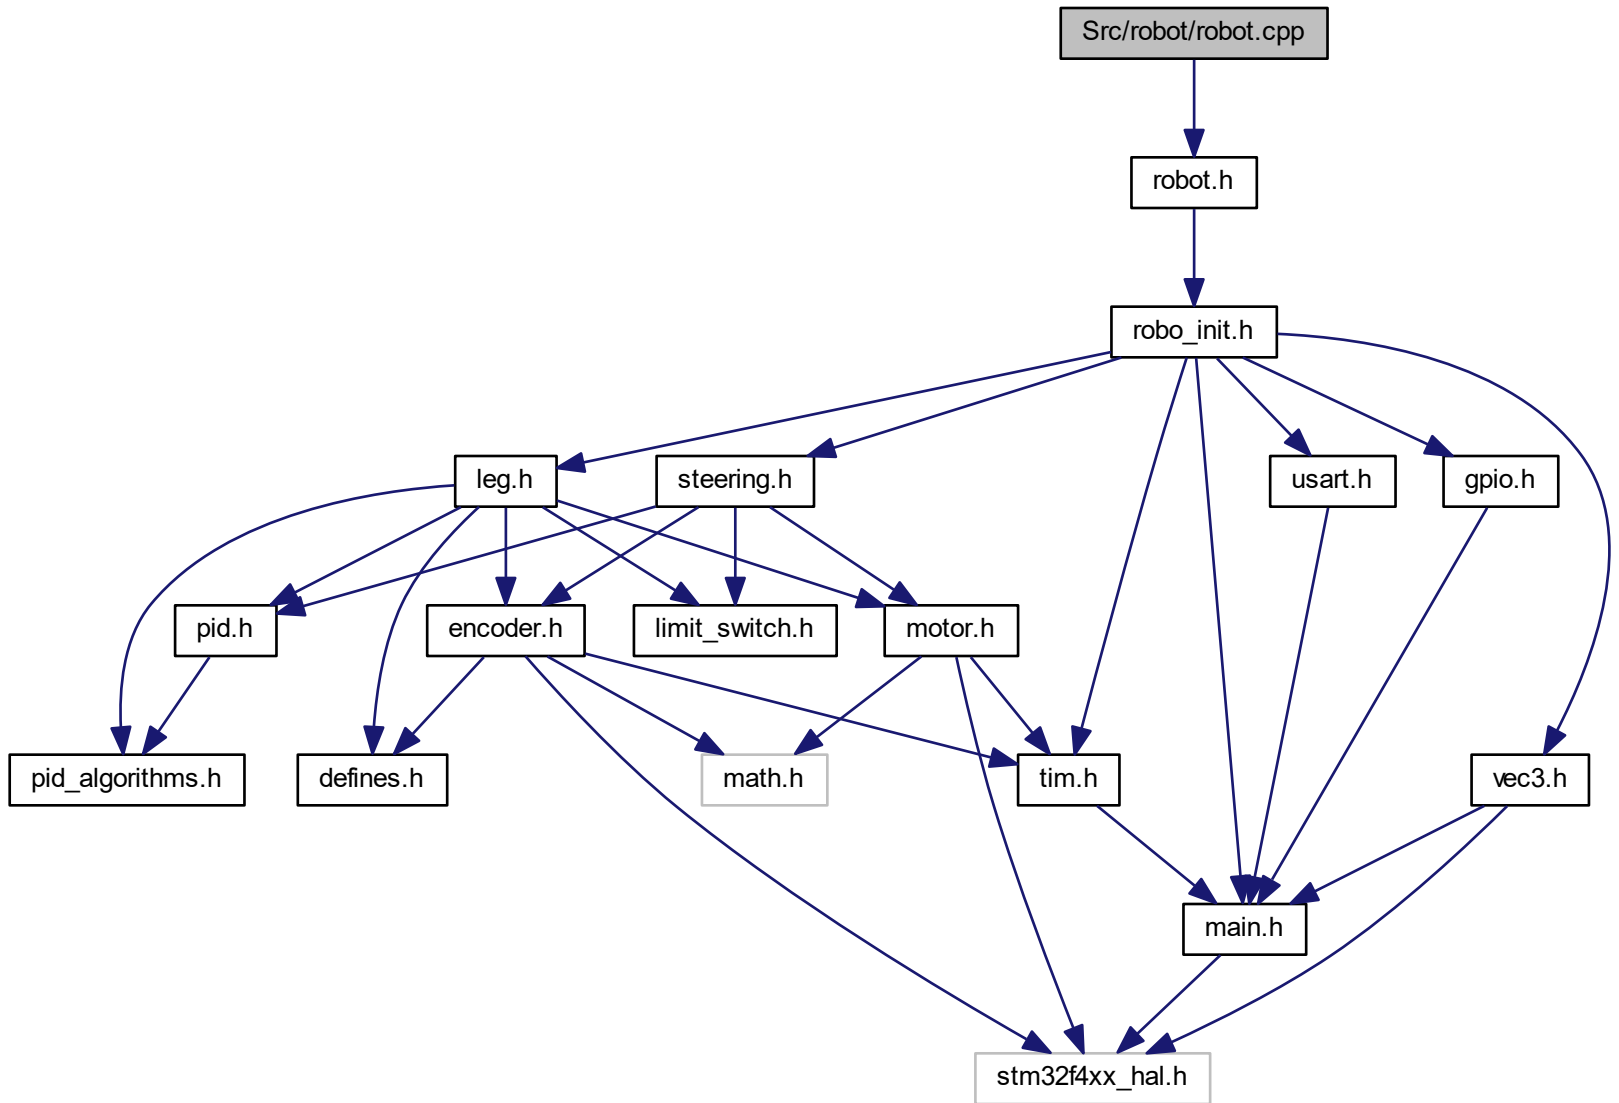 Src/robot/robot.cpp
robot.h
robo_init.h
leg.h
steering.h
usart.h
gpio.h
pid.h
encoder.h
limit_switch.h
motor.h
pid_algorithms.h
defines.h
math.h
tim.h
vec3.h
main.h
stm32f4xx_hal.h